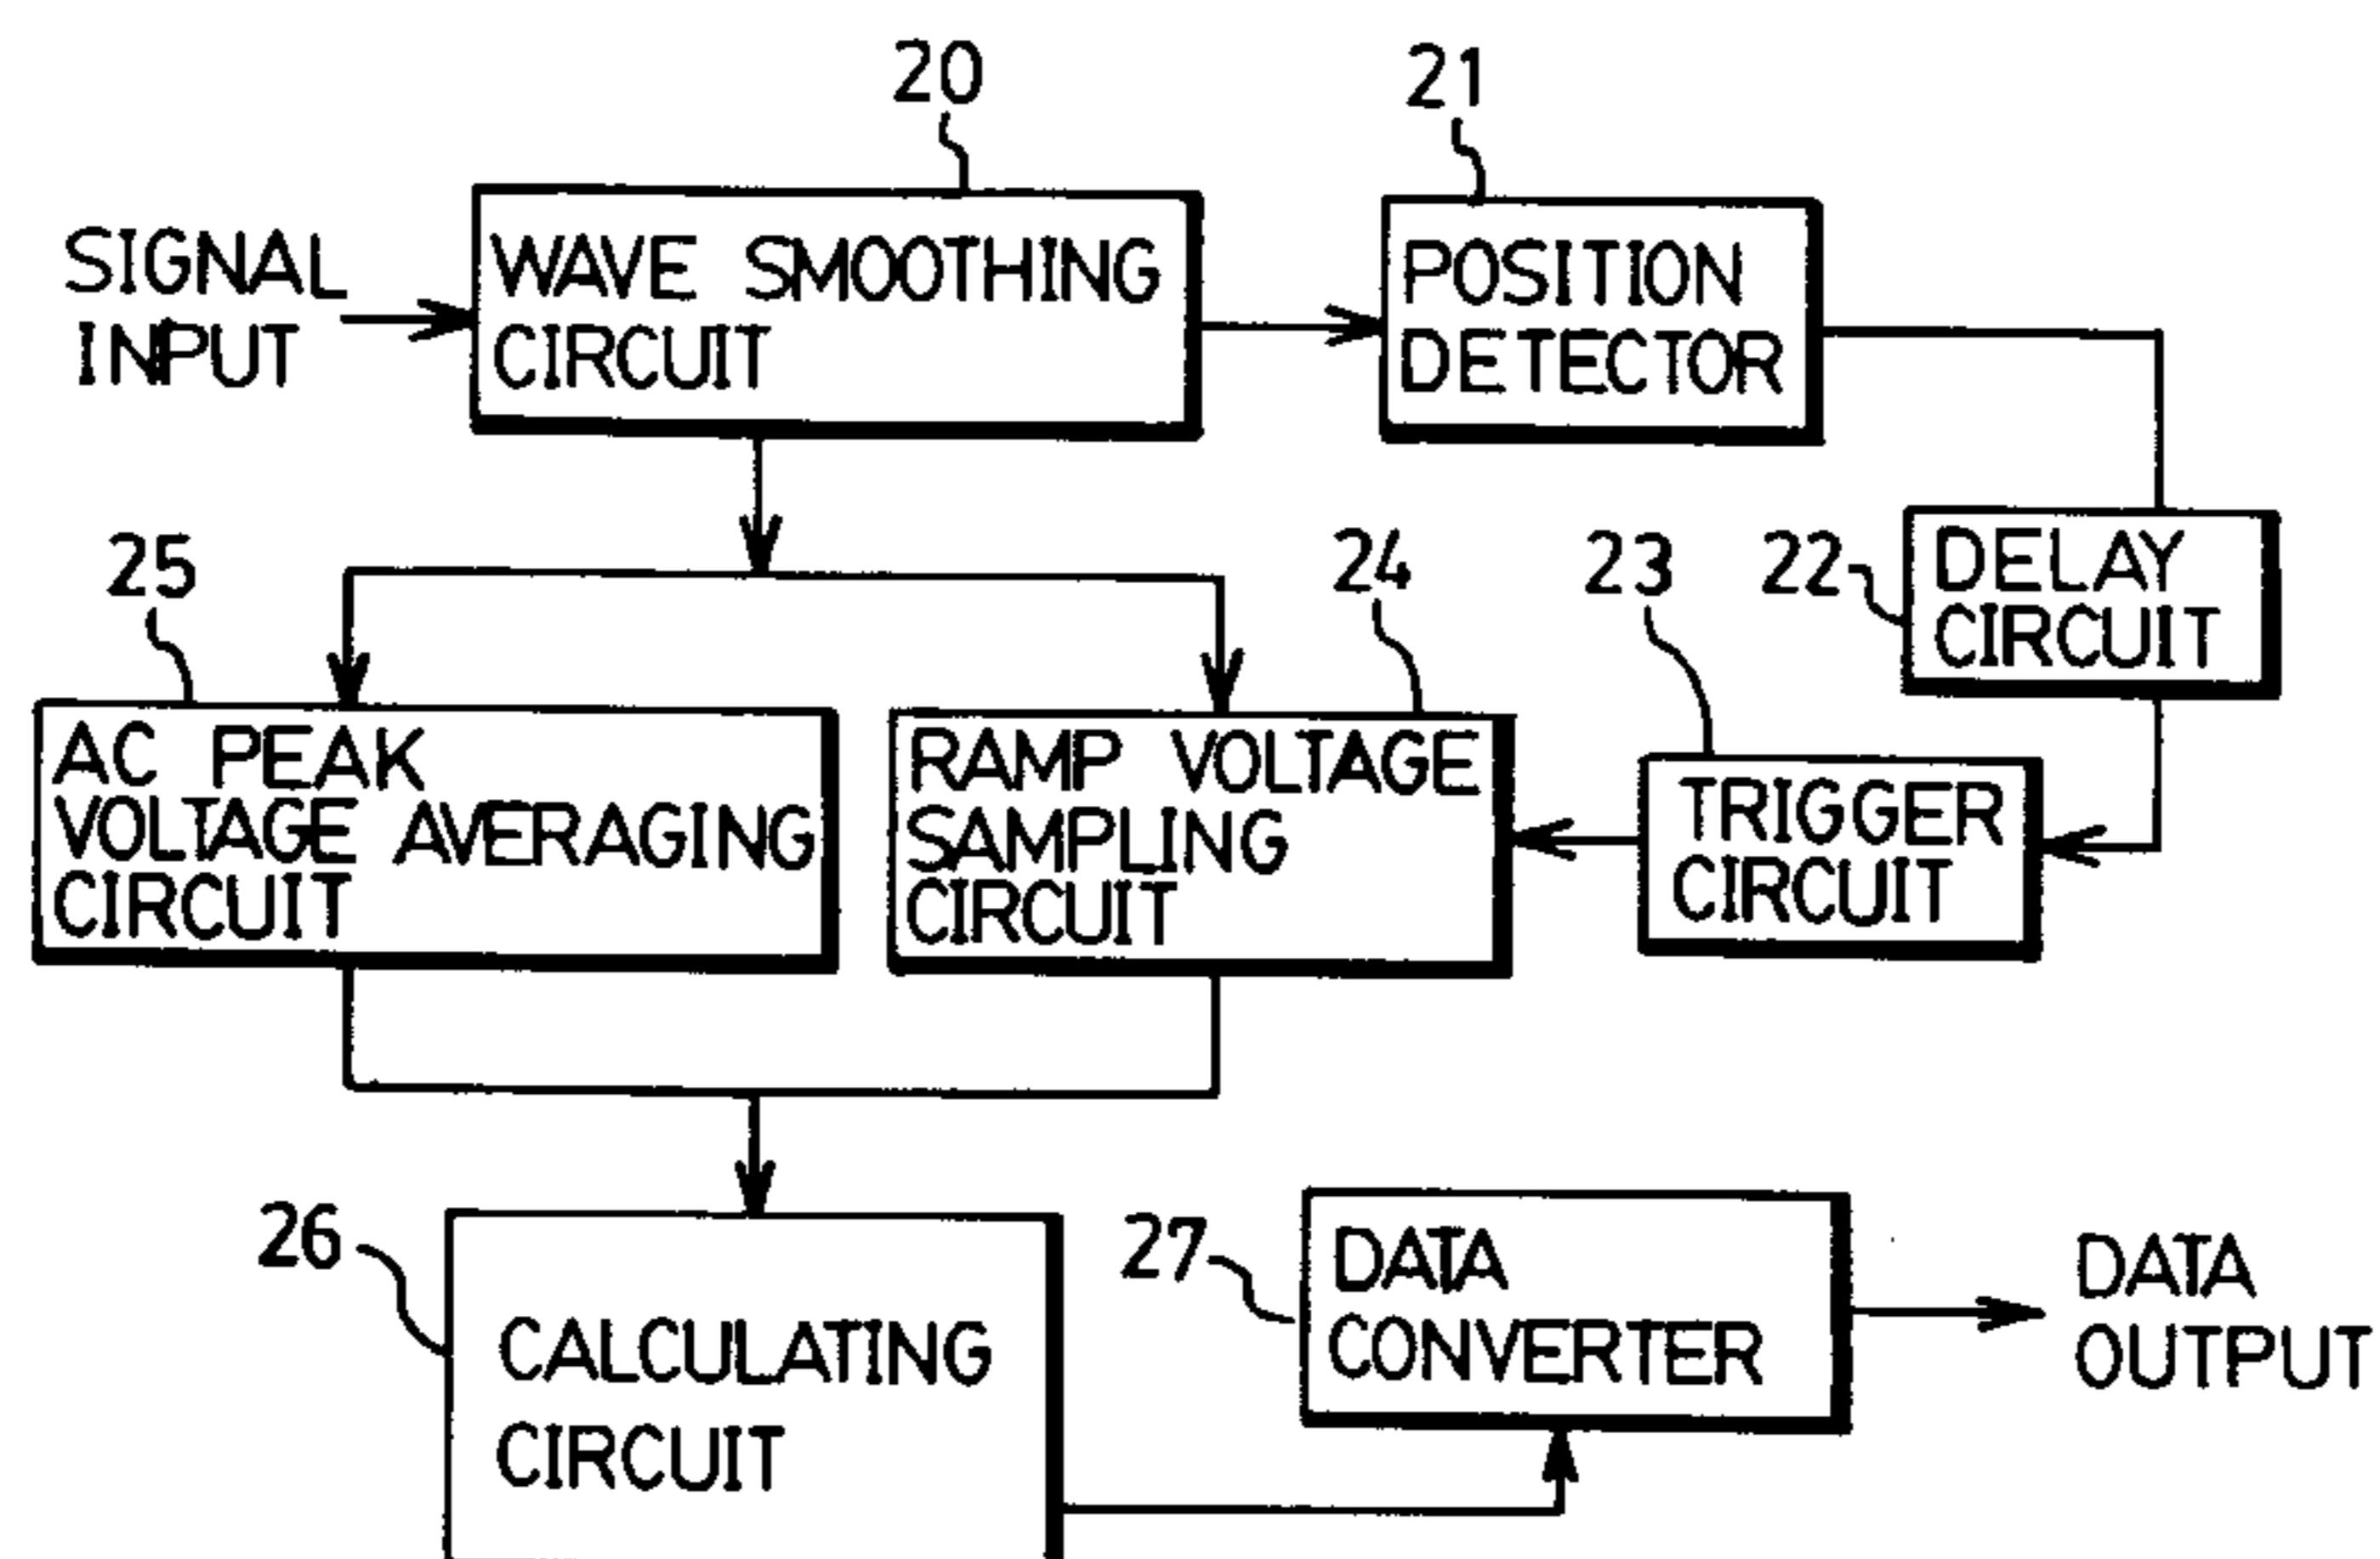 20
21
SIGNAL
INPUT
WAVE SMOOTHING
CIRCUIT
POSITION
DETECTOR
25
24
23
22
DELAY
CIRCUIT
AC PEAK
VOLTAGE AVERAGING
CIRCUIT
RAMP VOLTAGE
SAMPLING
CIRCUIT
TRIGGER
CIRCUIT
26
CALCULATING
CIRCUIT
27
DATA
CONVERTER
DATA
OUTPUT